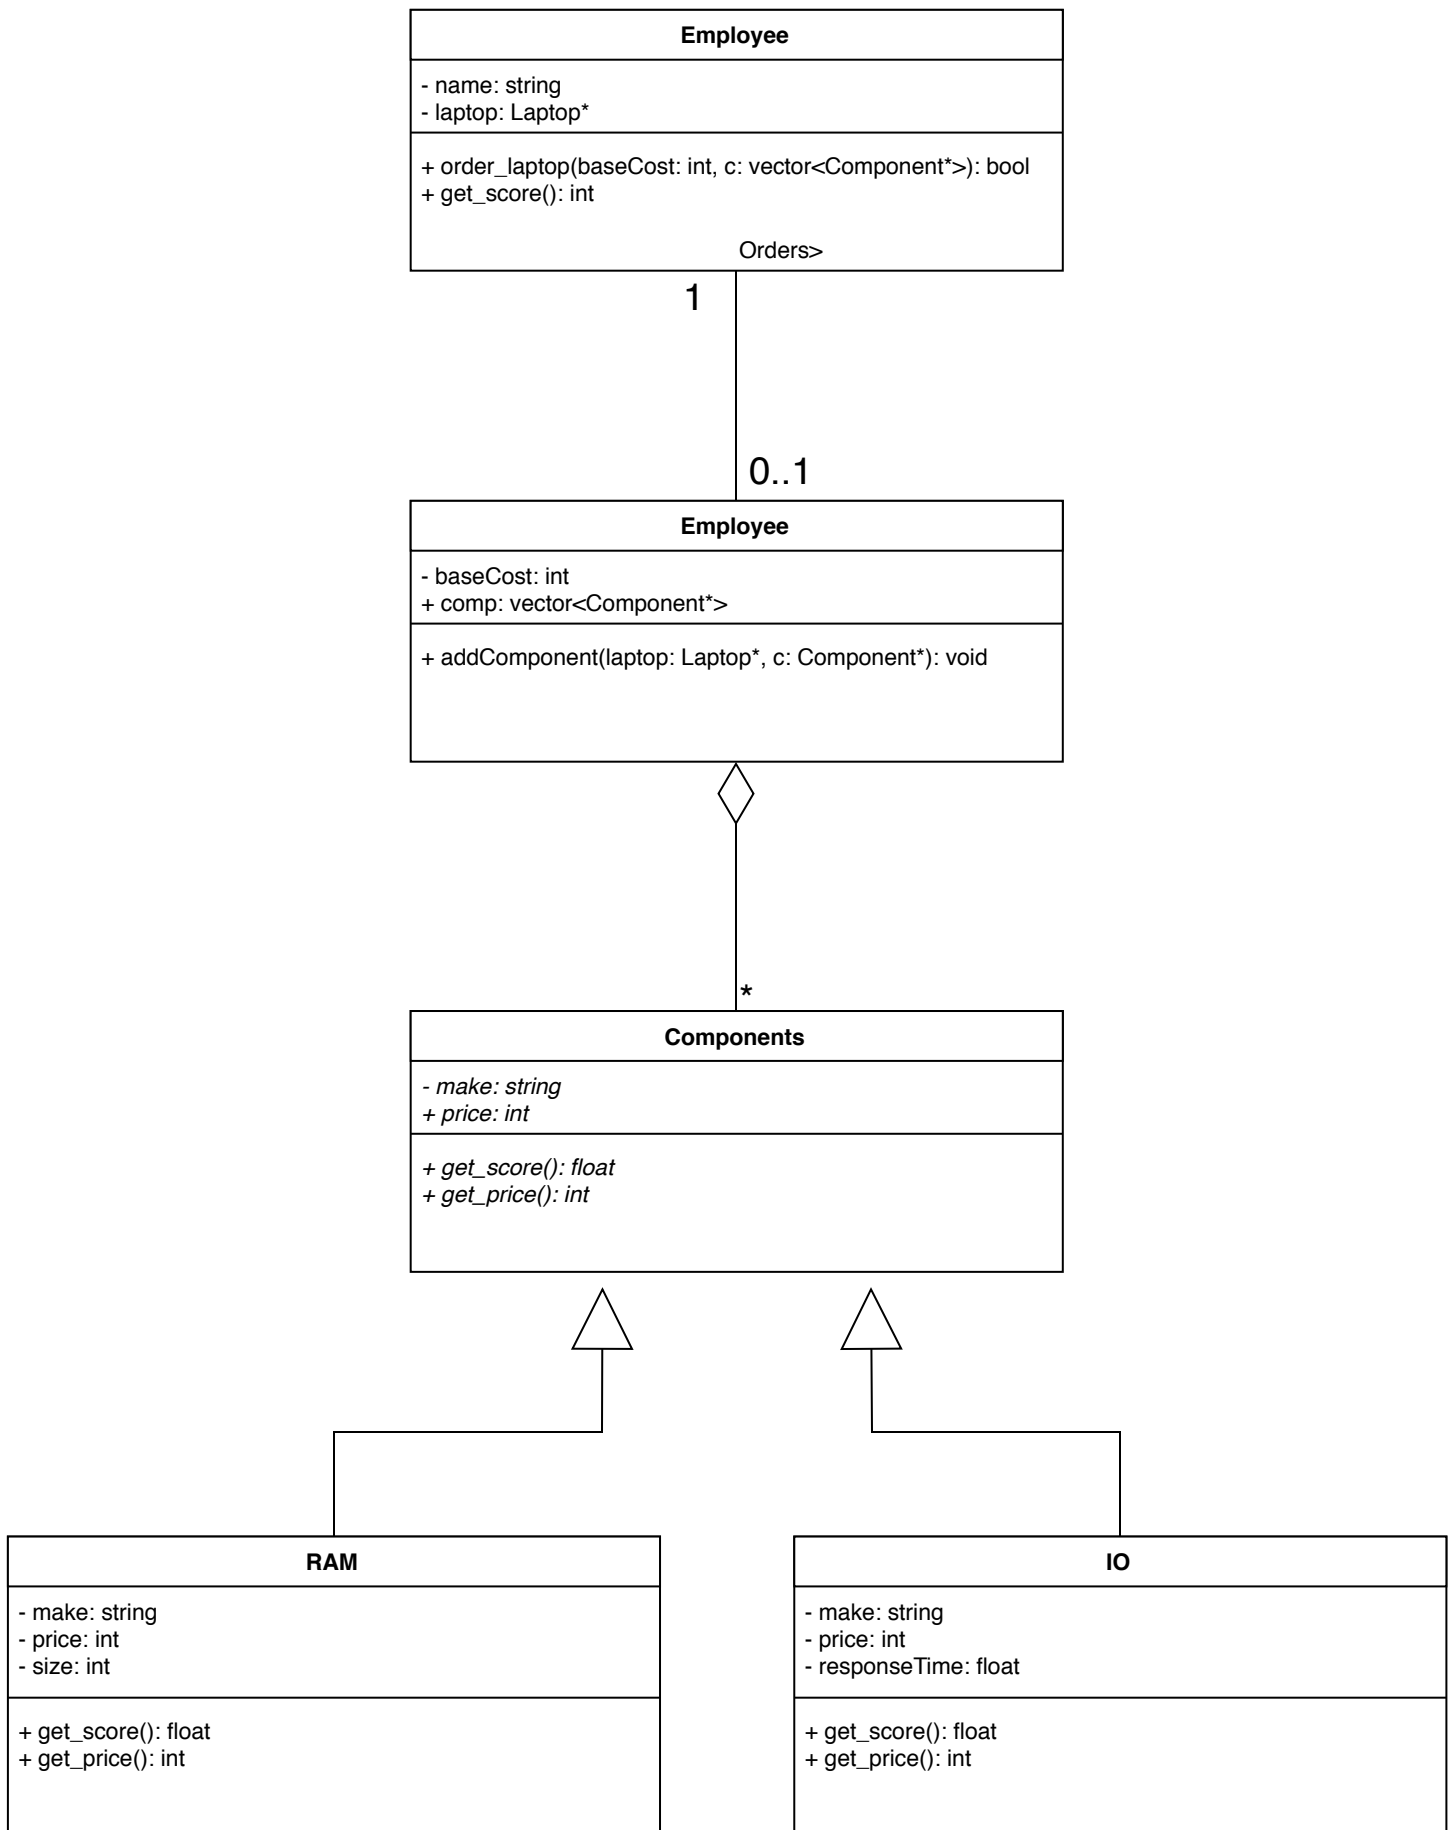 Employee
- name: string
- laptop: Laptop*
+ order_laptop(baseCost: int, c: vector<Component*>): bool
+ get_score(): int
Orders>
1
0..1
Employee
- baseCost: int
+ comp: vector<Component*>
+ addComponent(laptop: Laptop*, c: Component*): void
*
Components
- make: string
+ price: int
+ get_score(): float
+ get_price(): int
RAM
- make: string
- price: int
- size: int
+ get_score(): float
+ get_price(): int
IO
- make: string
- price: int
- responseTime: float
+ get_score(): float
+ get_price(): int